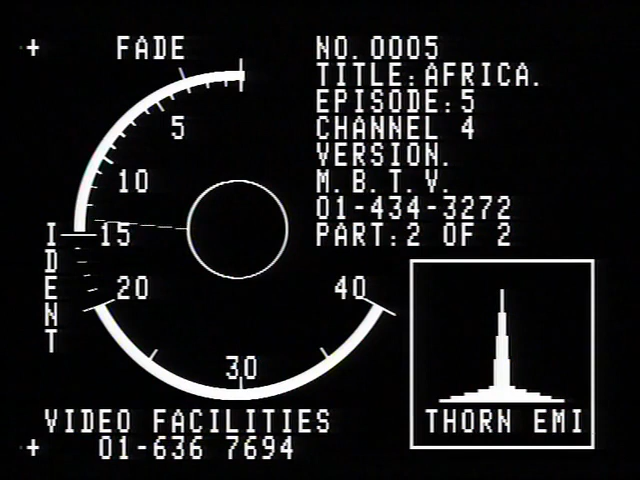 + FADE
NO.0005
TITLE:AFRICA.
EPISODE:5
CHANNEL 4
VERSION.
M.B.T.V.
01-434-3272
PART:2 OF 2
5
10
15
20
30
40
IDENT
THORN EMI
VIDEO FACILITIES
+ 01-636 7694